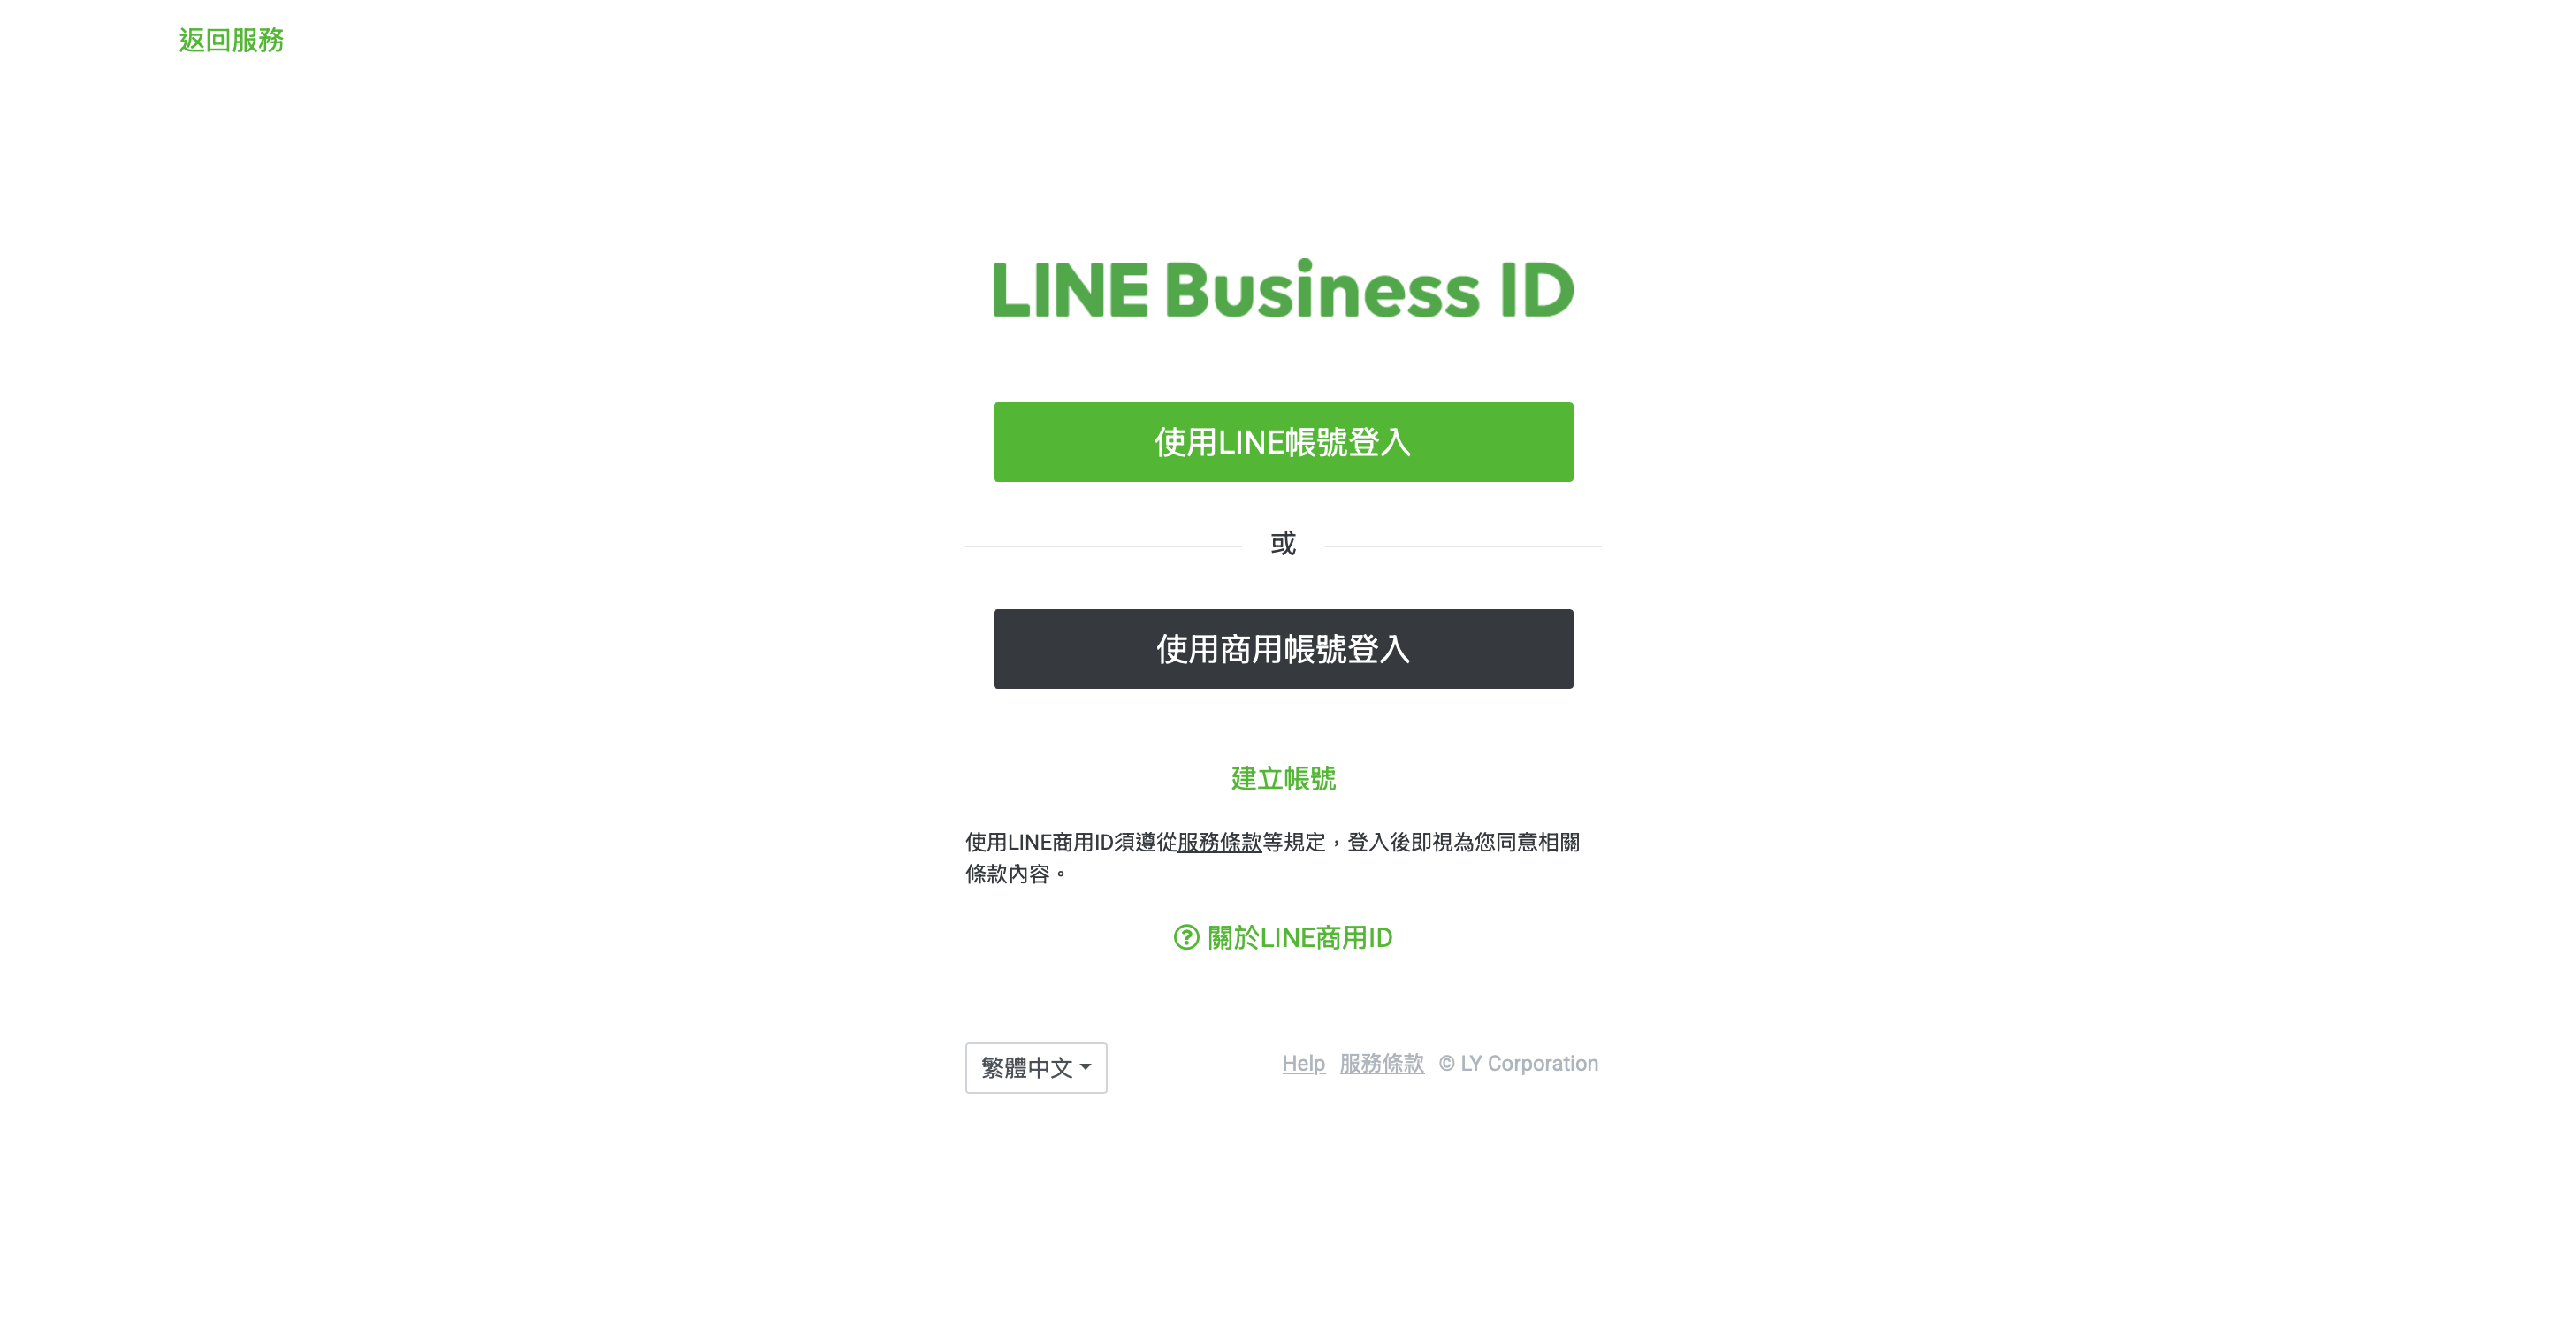 返回服務
LINE Business ID
使用LINE帳號登入
或
使用商用帳號登入
建立帳號
使用LINE商用ID須遵從服務條款等規定，登入後即視為您同意相關
條款內容。
關於LINE商用ID
繁體中文
Help 服務條款 © LY Corporation